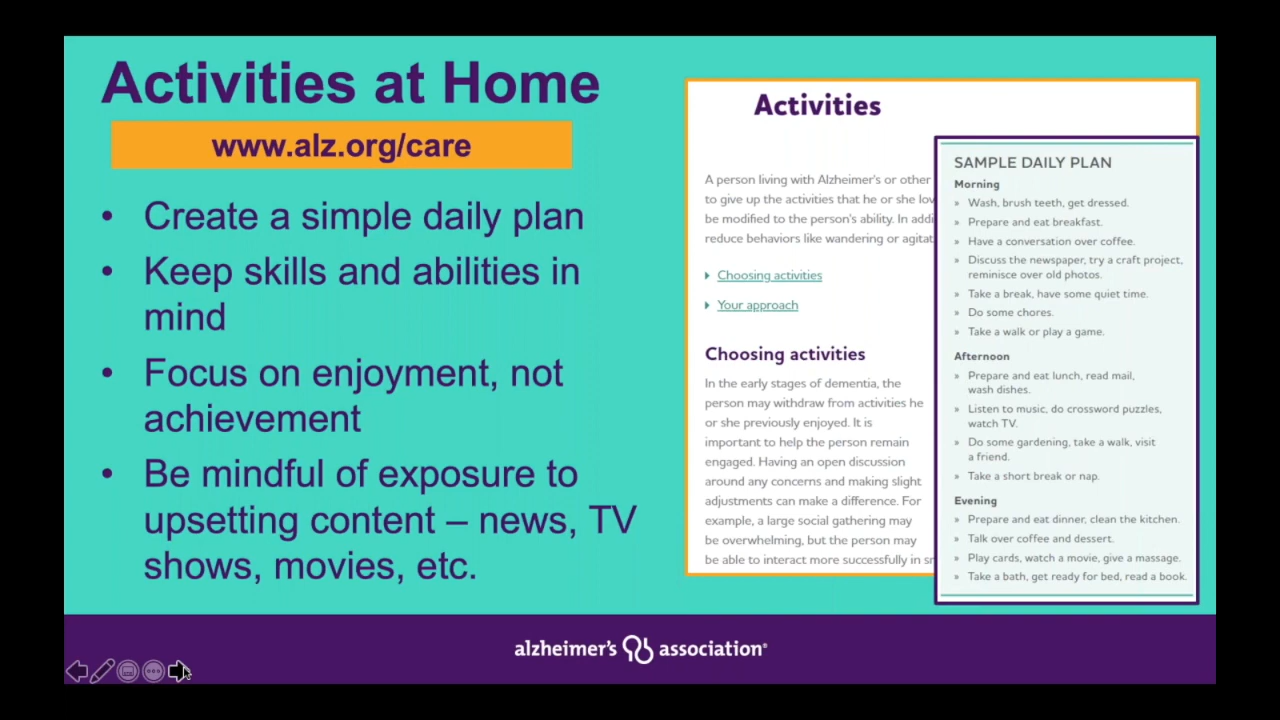 Activities at Home
www.alz.org/care
• Create a simple daily plan
• Keep skills and abilities in
mind
• Focus on enjoyment, not
achievement
• Be mindful of exposure to
upsetting content – news, TV
shows, movies, etc.
Activities
A person living with Alzheimer's or other
to give up the activities that he or she lov
be modified to the person's ability. In addi
reduce behaviors like wandering or agitat
Choosing activities
Your approach
Choosing activities
In the early stages of dementia, the
person may withdraw from activities he
or she previously enjoyed. It is
important to help the person remain
engaged. Having an open discussion
around any concerns and making slight
adjustments can make a difference. For
example, a large social gathering may
be overwhelming, but the person may
be able to interact more successfully in sr
SAMPLE DAILY PLAN
Morning
» Wash, brush teeth, get dressed.
» Prepare and eat breakfast.
» Have a conversation over coffee.
» Discuss the newspaper, try a craft project,
reminisce over old photos.
» Take a break, have some quiet time.
» Do some chores.
» Take a walk or play a game.
Afternoon
» Prepare and eat lunch, read mail,
wash dishes.
» Listen to music, do crossword puzzles,
watch TV.
» Do some gardening, take a walk, visit
a friend.
» Take a short break or nap.
Evening
» Prepare and eat dinner, clean the kitchen.
» Talk over coffee and dessert.
» Play cards, watch a movie, give a massage.
» Take a bath, get ready for bed, read a book.
alzheimer's association®